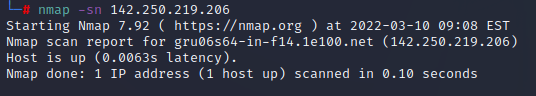 └─# nmap -sn 142.250.219.206
Starting Nmap 7.92 ( https://nmap.org ) at 2022-03-10 09:08 EST
Nmap scan report for gru06s64-in-f14.1e100.net (142.250.219.206)
Host is up (0.0063s latency).
Nmap done: 1 IP address (1 host up) scanned in 0.10 seconds